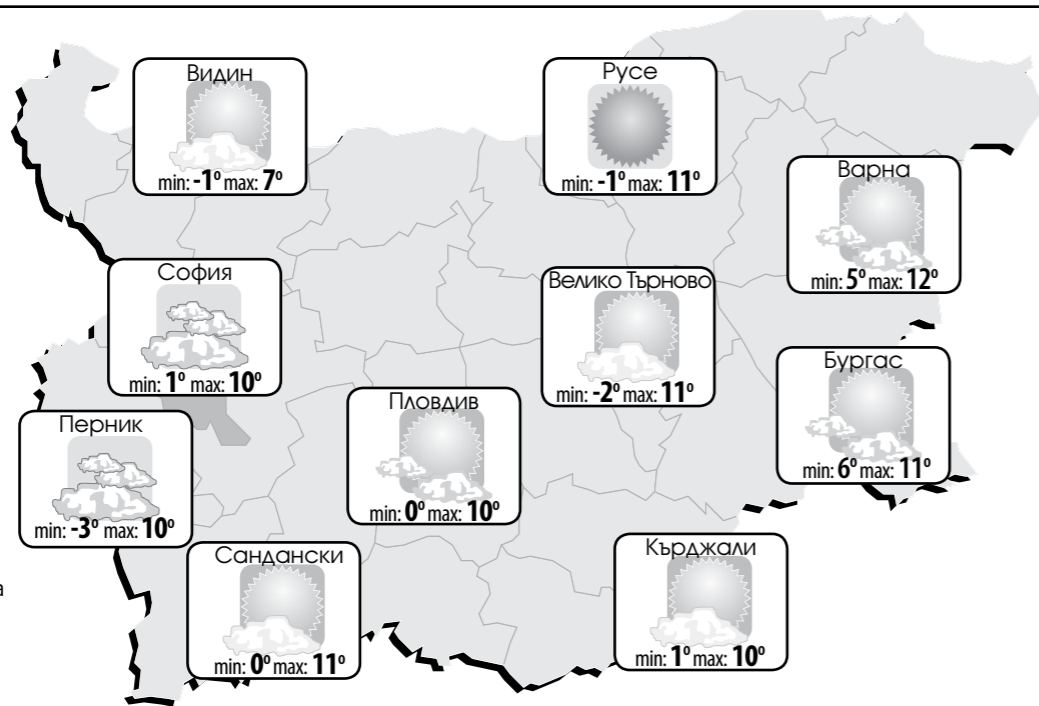 Видин
min: -1° max: 7°
Русе
min: -1° max: 11°
Варна
min: 5° max: 12°
София
min: 1° max: 10°
Велико Търново
min: -2° max: 11°
Бургас
min: 6° max: 11°
Пловдив
min: 0° max: 10°
Перник
min: -3° max: 10°
Сандански
min: 0° max: 11°
Кърджали
min: 1° max: 10°
а